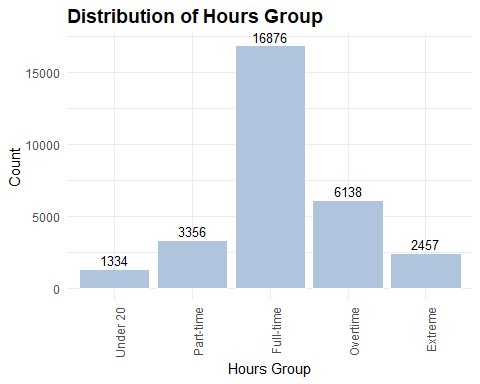 Distribution of Hours Group
16876
15000
10000
6138
5000
3356
2457
1334
0
Count
Under 20
Part-time
Full-time
Overtime
Extreme
Hours Group